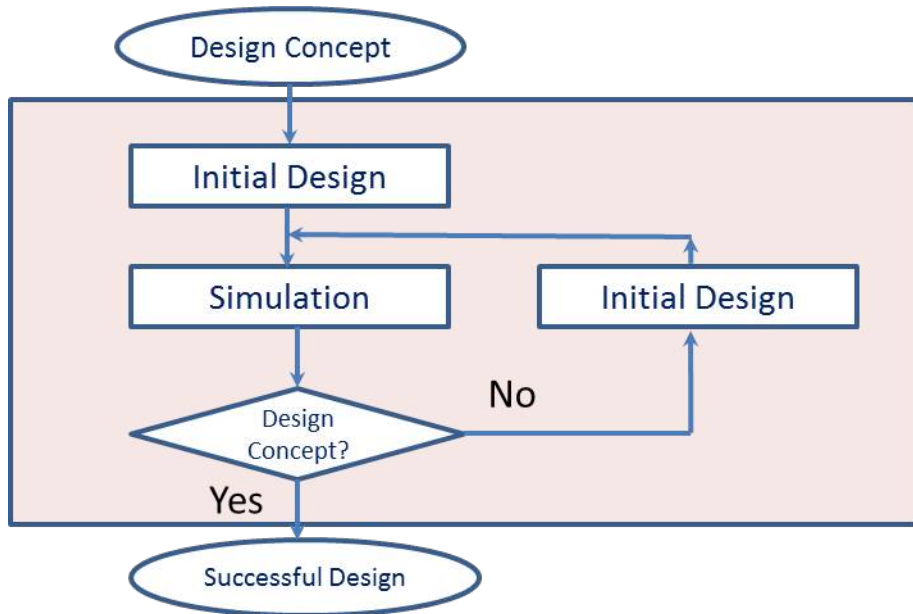 Design Concept
Initial Design
Simulation
Initial Design
No
Design
Concept?
Yes
Successful Design